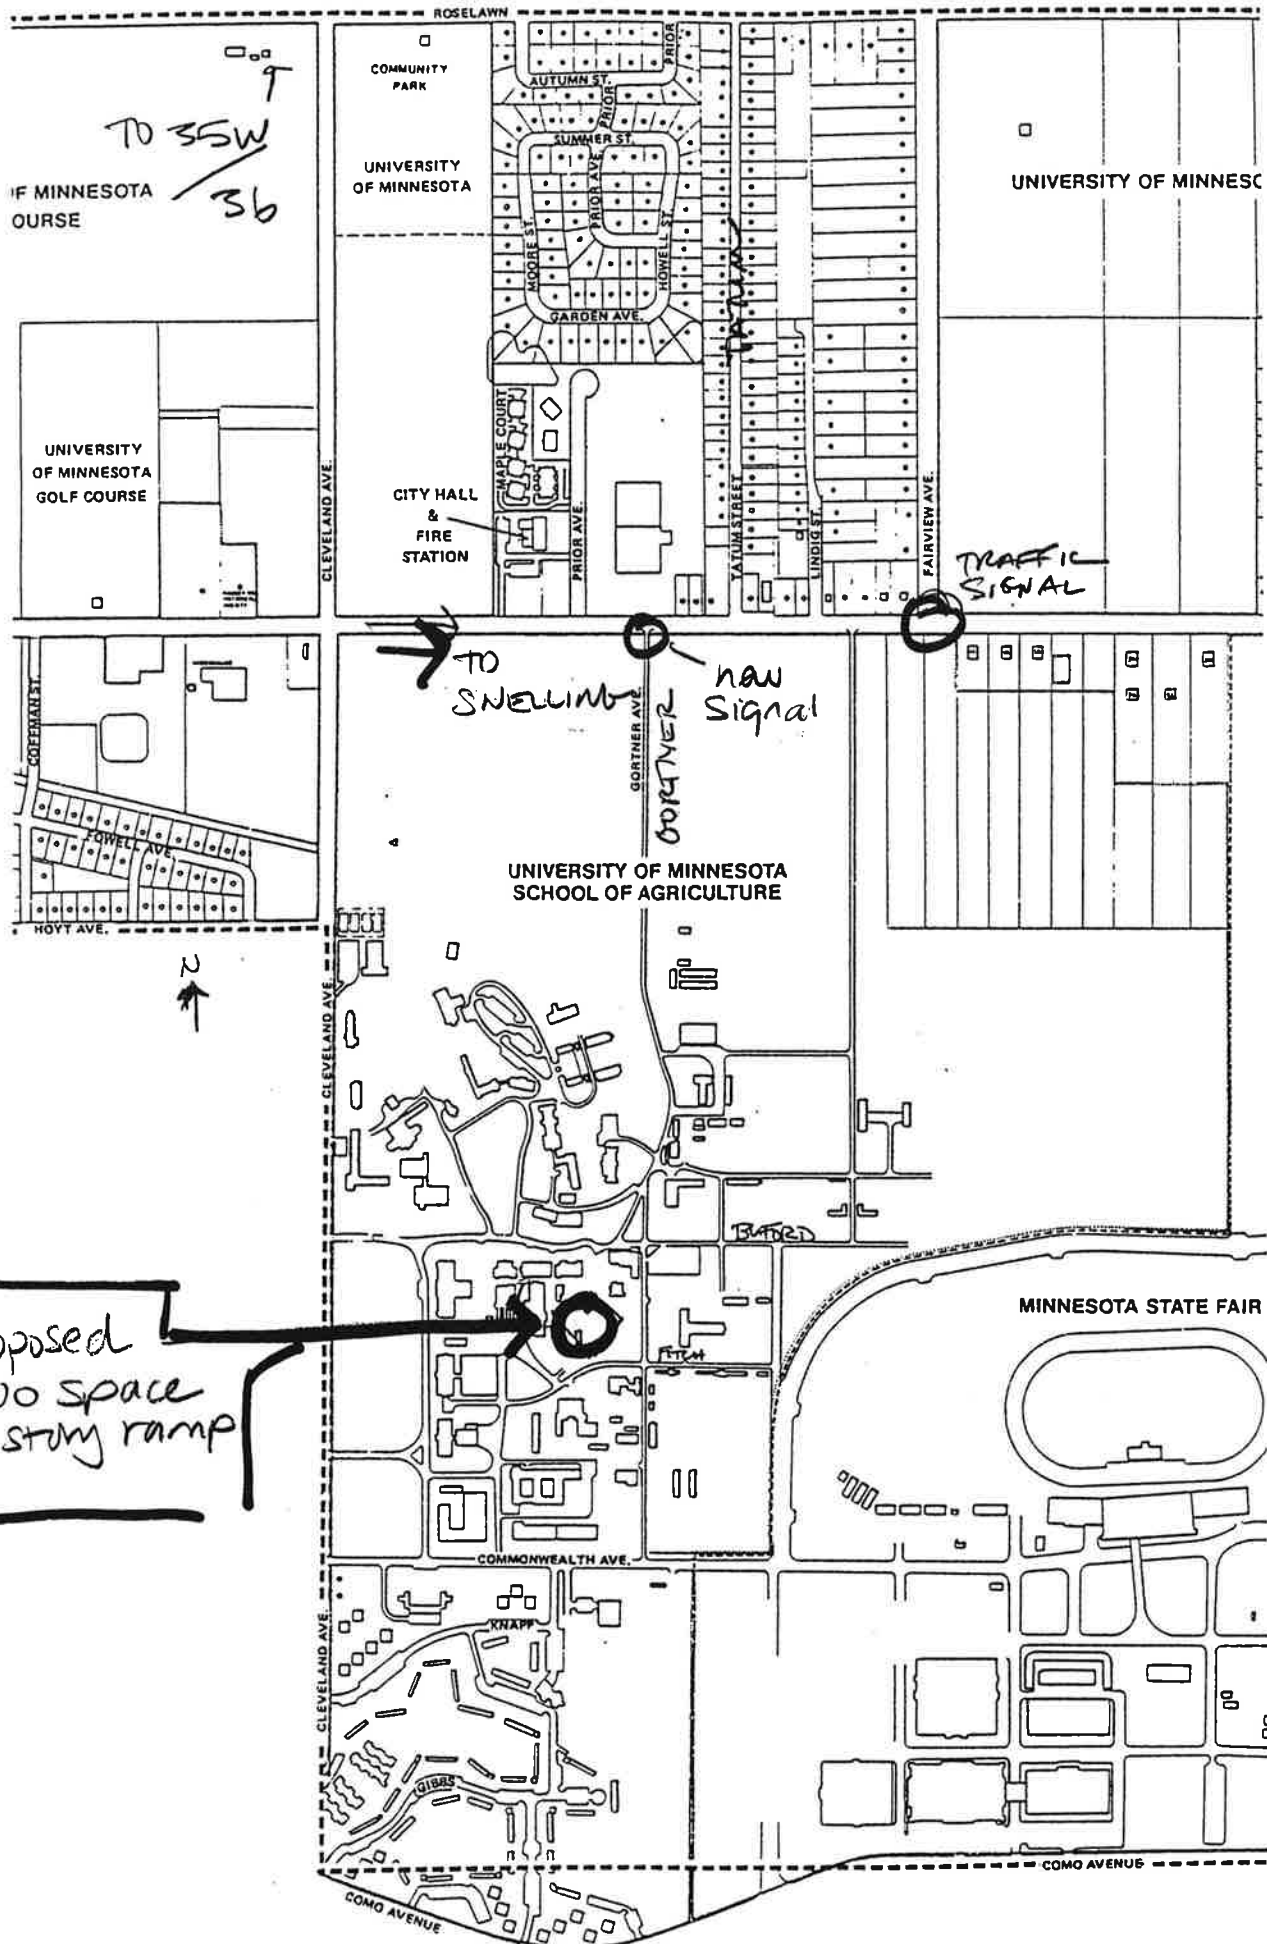 ROSELAWN
COMMUNITY
PARK
AUTUMN ST.
PRIOR
PRIOR
SUMMER ST.
TO 35W
36
UNIVERSITY
OF MINNESOTA
UNIVERSITY OF MINNESO
OF MINNESOTA
OURSE
MOORE ST.
PRIOR AVE.
HOWELL ST.
GARDEN AVE.
UNIVERSITY
OF MINNESOTA
GOLF COURSE
CLEVELAND AVE.
MAPLE COURT
CITY HALL
&
FIRE
STATION
PRIOR AVE.
TATUM STREET
LINDIG ST.
FAIRVIEW AVE.
TRAFFIC
SIGNAL
TO
SNELLING
new
Signal
GORTNER AVE.
GORTNER
COFFMAN ST.
FOWELL AVE.
HOYT AVE.
UNIVERSITY OF MINNESOTA
SCHOOL OF AGRICULTURE
N
CLEVELAND AVE.
BUFORD
MINNESOTA STATE FAIR
posed
00 space
story ramp
FITCH
COMMONWEALTH AVE.
KNAPP
CLEVELAND AVE.
GIBBS
COMO AVENUE
COMO AVENUE